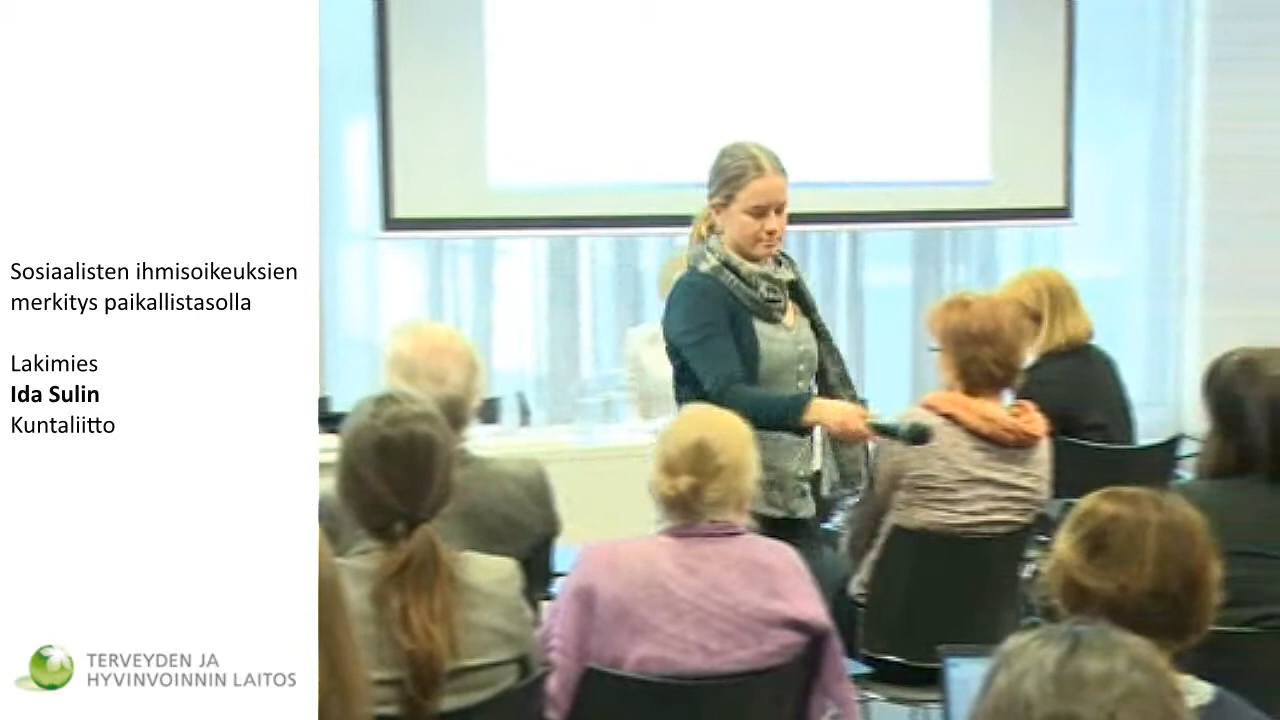 Sosiaalisten ihmisoikeuksien
merkitys paikallistasolla
Lakimies
Ida Sulin
Kuntaliitto
TERVEYDEN JA
HYVINVOINNIN LAITOS